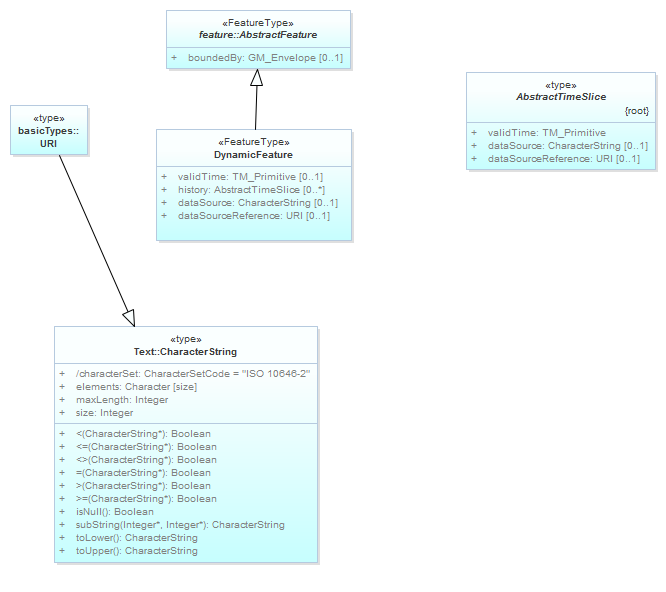 «FeatureType»
feature::AbstractFeature
+ boundedBy: GM_Envelope [0..1]
«type»
AbstractTimeSlice
{root}
+ validTime: TM_Primitive
+ dataSource: CharacterString [0..1]
+ dataSourceReference: URI [0..1]
«type»
basicTypes::
URI
«FeatureType»
DynamicFeature
+ validTime: TM_Primitive [0..1]
+ history: AbstractTimeSlice [0..*]
+ dataSource: CharacterString [0..1]
+ dataSourceReference: URI [0..1]
«type»
Text::CharacterString
+ /characterSet: CharacterSetCode = "ISO 10646-2"
+ elements: Character [size]
+ maxLength: Integer
+ size: Integer
+ <(CharacterString*): Boolean
+ <=(CharacterString*): Boolean
+ <>(CharacterString*): Boolean
+ =(CharacterString*): Boolean
+ >(CharacterString*): Boolean
+ >=(CharacterString*): Boolean
+ isNull(): Boolean
+ subString(Integer*, Integer*): CharacterString
+ toLower(): CharacterString
+ toUpper(): CharacterString